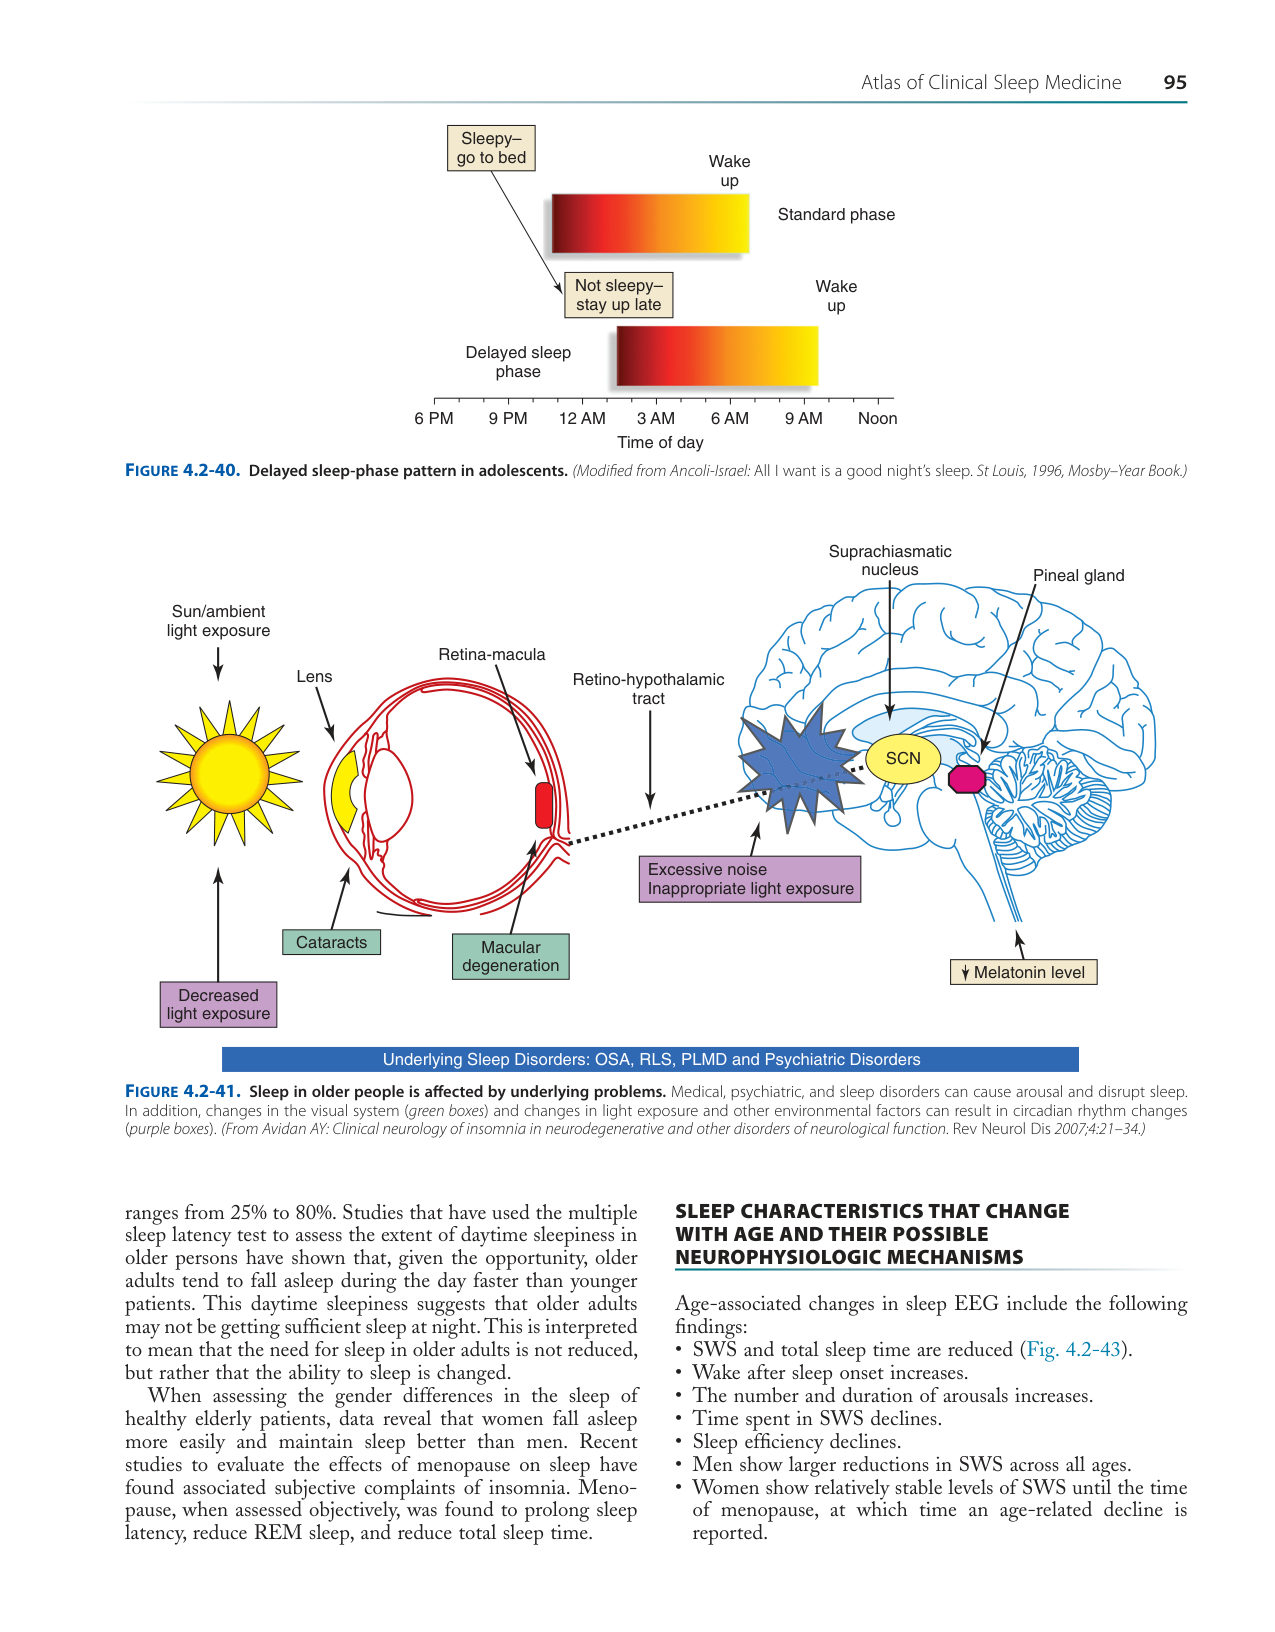 Atlas of Clinical Sleep Medicine 95
Sleepy–
go to bed
Wake
up
Standard phase
Not sleepy–
stay up late
Wake
up
Delayed sleep
phase
6 PM 9 PM 12 AM 3 AM 6 AM 9 AM Noon
Time of day
FIGURE 4.2-40. Delayed sleep-phase pattern in adolescents. (Modified from Ancoli-Israel: All I want is a good night’s sleep. St Louis, 1996, Mosby–Year Book.)
Suprachiasmatic
nucleus
Pineal gland
Sun/ambient
light exposure
Retina-macula
Lens
Retino-hypothalamic
tract
SCN
Excessive noise
Inappropriate light exposure
Cataracts
Macular
degeneration
Melatonin level
Decreased
light exposure
Underlying Sleep Disorders: OSA, RLS, PLMD and Psychiatric Disorders
FIGURE 4.2-41. Sleep in older people is affected by underlying problems. Medical, psychiatric, and sleep disorders can cause arousal and disrupt sleep.
In addition, changes in the visual system (green boxes) and changes in light exposure and other environmental factors can result in circadian rhythm changes
(purple boxes). (From Avidan AY: Clinical neurology of insomnia in neurodegenerative and other disorders of neurological function. Rev Neurol Dis 2007;4:21–34.)
ranges from 25% to 80%. Studies that have used the multiple
sleep latency test to assess the extent of daytime sleepiness in
older persons have shown that, given the opportunity, older
adults tend to fall asleep during the day faster than younger
patients. This daytime sleepiness suggests that older adults
may not be getting sufficient sleep at night. This is interpreted
to mean that the need for sleep in older adults is not reduced,
but rather that the ability to sleep is changed.
When assessing the gender differences in the sleep of
healthy elderly patients, data reveal that women fall asleep
more easily and maintain sleep better than men. Recent
studies to evaluate the effects of menopause on sleep have
found associated subjective complaints of insomnia. Meno-
pause, when assessed objectively, was found to prolong sleep
latency, reduce REM sleep, and reduce total sleep time.
SLEEP CHARACTERISTICS THAT CHANGE
WITH AGE AND THEIR POSSIBLE
NEUROPHYSIOLOGIC MECHANISMS
Age-associated changes in sleep EEG include the following
findings:
• SWS and total sleep time are reduced (Fig. 4.2-43).
• Wake after sleep onset increases.
• The number and duration of arousals increases.
• Time spent in SWS declines.
• Sleep efficiency declines.
• Men show larger reductions in SWS across all ages.
• Women show relatively stable levels of SWS until the time
of menopause, at which time an age-related decline is
reported.